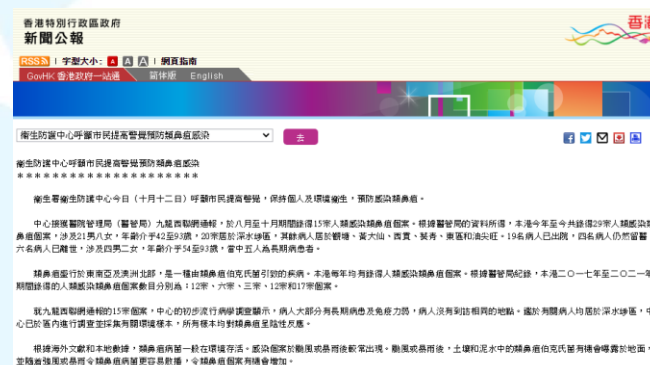 香港特別行政區政府
新聞公報
香港
RSS | 字型大小: A A A | 網頁指南
GovHK 香港政府一站通 简体版 English
衞生防護中心呼籲市民提高警覺預防類鼻疽感染 去
衞生防護中心呼籲市民提高警覺預防類鼻疽感染
＊＊＊＊＊＊＊＊＊＊＊＊＊＊＊＊＊＊＊＊＊
衞生署衞生防護中心今日（十月十二日）呼籲市民提高警覺，保持個人及環境衞生，預防感染類鼻疽。
中心接獲醫院管理局（醫管局）九龍西聯網通報，於八月至十月期間錄得15宗人類感染類鼻疽個案。根據醫管局的資料所得，本港今年至今共錄得29宗人類感染類
鼻疽個案，涉及21男八女，年齡介乎42至93歲，20宗居於深水埗區，其餘病人居於觀塘、黃大仙、西貢、葵青、東區和油尖旺。19名病人已出院，四名病人仍然留醫，
六名病人已離世，涉及四男二女，年齡介乎54至93歲，當中五人為長期病患者。
類鼻疽盛行於東南亞及澳洲北部，是一種由類鼻疽伯克氏菌引致的疾病。本港每年均有錄得人類感染類鼻疽個案。根據醫管局紀錄，本港二○一七年至二○二一年
期間錄得的人類感染類鼻疽個案數目分別為：12宗、六宗、三宗、12宗和17宗個案。
就九龍西聯網通報的15宗個案，中心的初步流行病學調查顯示，病人大部分有長期病患及免疫力弱，病人沒有到訪相同的地點。鑑於有關病人均居於深水埗區，中
心已於區內進行調查並採集有關環境樣本，所有樣本均對類鼻疽呈陰性反應。
根據海外文獻和本地數據，類鼻疽病菌一般在環境存活。感染個案於颱風或暴雨後較常出現。颱風或暴雨後，土壤和泥水中的類鼻疽伯克氏菌有機會曝露於地面，
並隨着強風或暴雨令類鼻疽病菌更容易散播，令類鼻疽個案有機會增加。